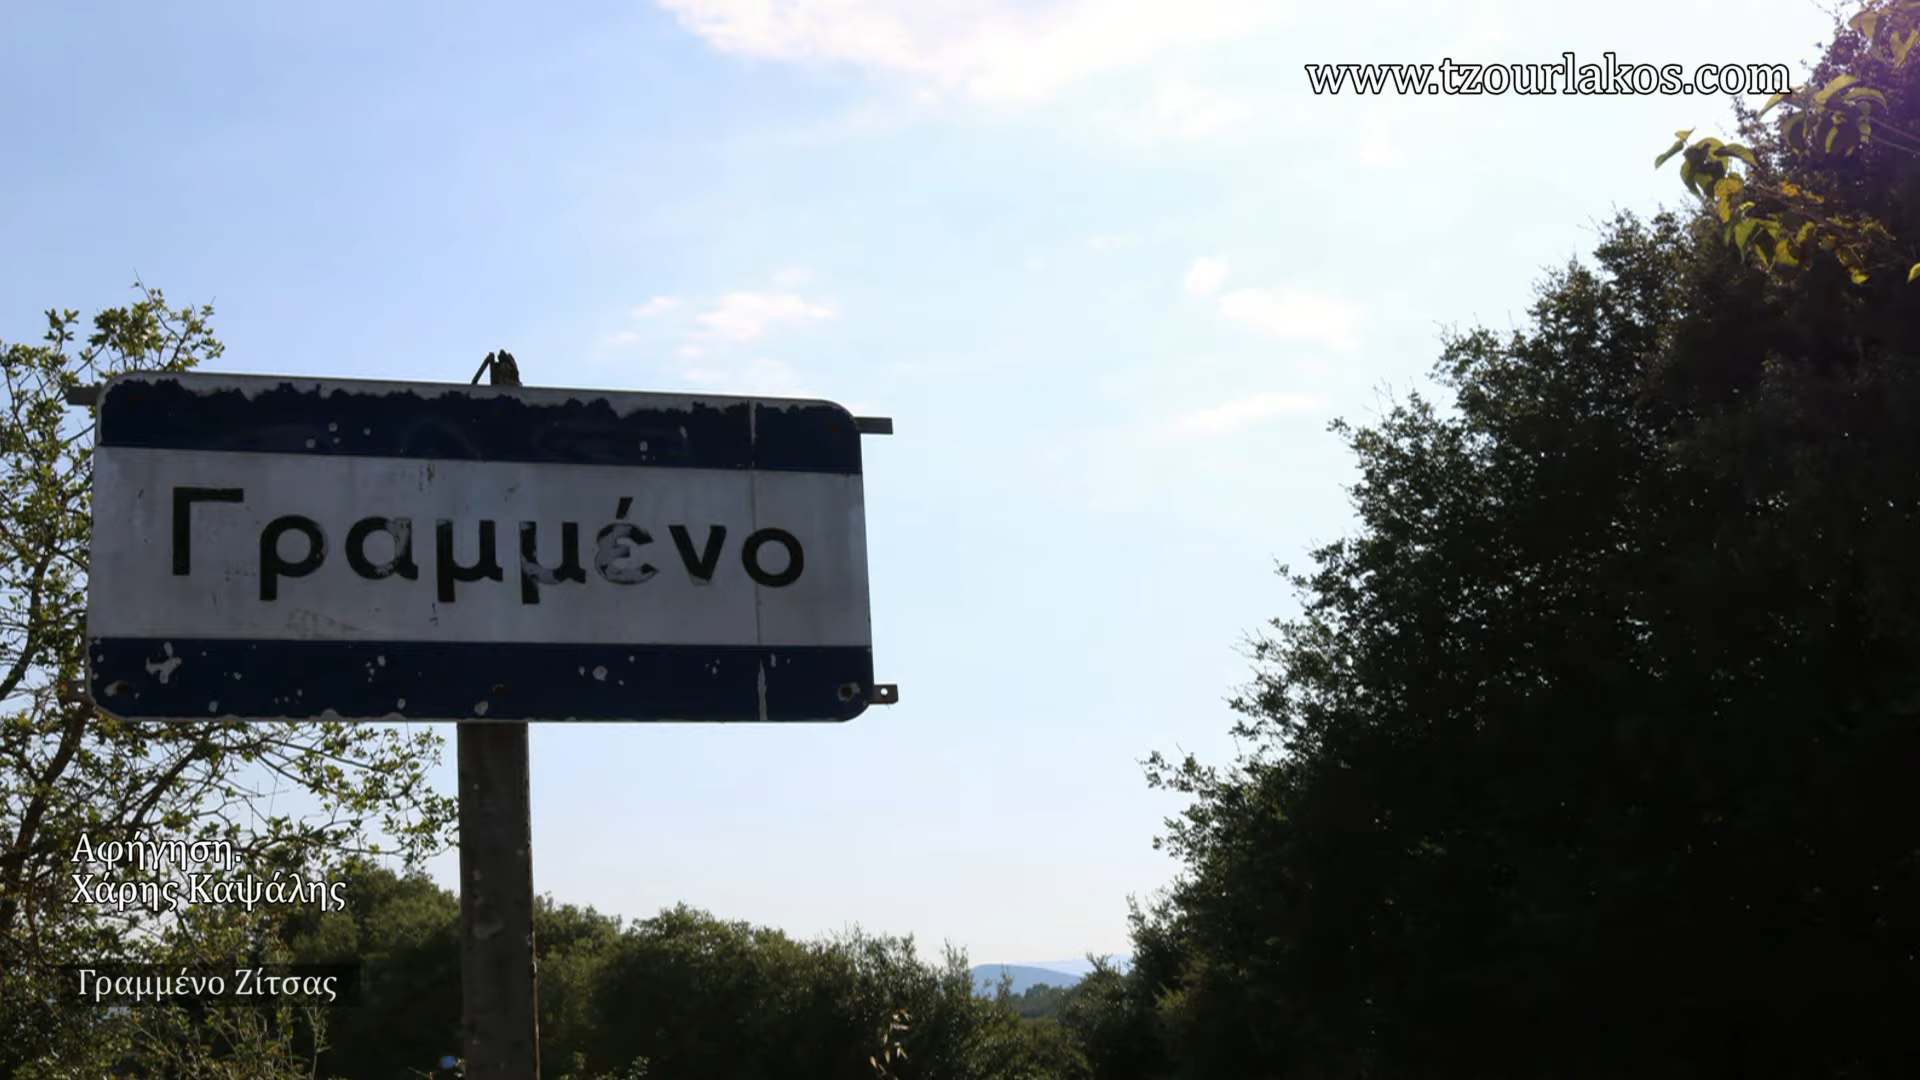 www.tzourlakos.com
Γραμμένο
Αφήγηση:
Χάρης Καψάλης
Γραμμένο Ζίτσας